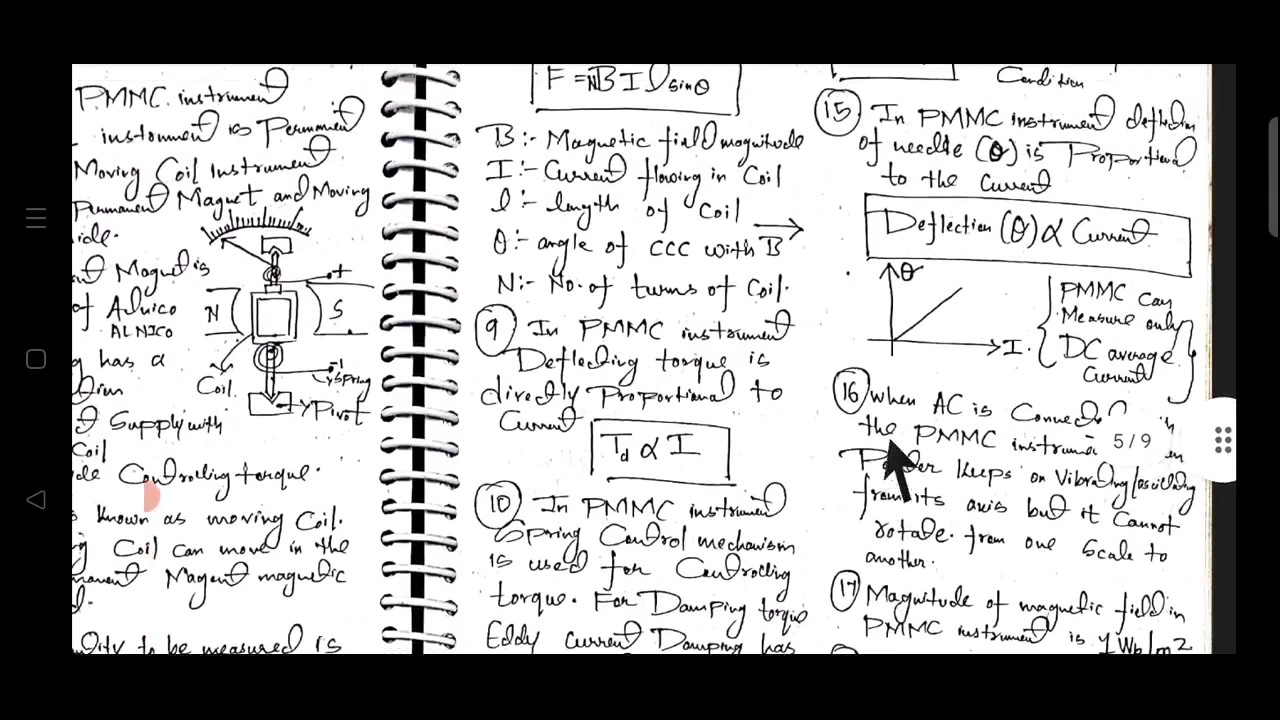 PMMC instrument
instrument is Permanent
Moving Coil Instrument
Permanent Magnet and Moving
side.
Magnet is
of Alnico
ALNICO
has a
Supply with
Coil
Controlling torque.
known as moving Coil.
Coil can move in the
Magnet magnetic
to be measured is
N
S
+
Coil
Spring
Pivot
F = NBIl sinθ
B:- Magnetic field magnitude
I:- Current flowing in Coil
l:- length of Coil
θ:- angle of CCC with B
N:- No. of turns of Coil.
9 In PMMC instrument
Deflecting torque is
directly Proportional to
Current
Td ∝ I
10 In PMMC instrument
Spring Control mechanism
is used for Controlling
torque. For Damping torque
Eddy current Damping has
Condition
15 In PMMC instrument deflection
of needle (θ) is Proportional
to the Current
Deflection (θ) ∝ Current
θ
I
PMMC can
Measure only
DC average
Current
16 When AC is
the PMMC
5/9
keeps on Vibrating/oscillating
from its axis but it Cannot
rotate. from one Scale to
another.
17 Magnitude of magnetic field in
PMMC instrument is 1 Wb/m2